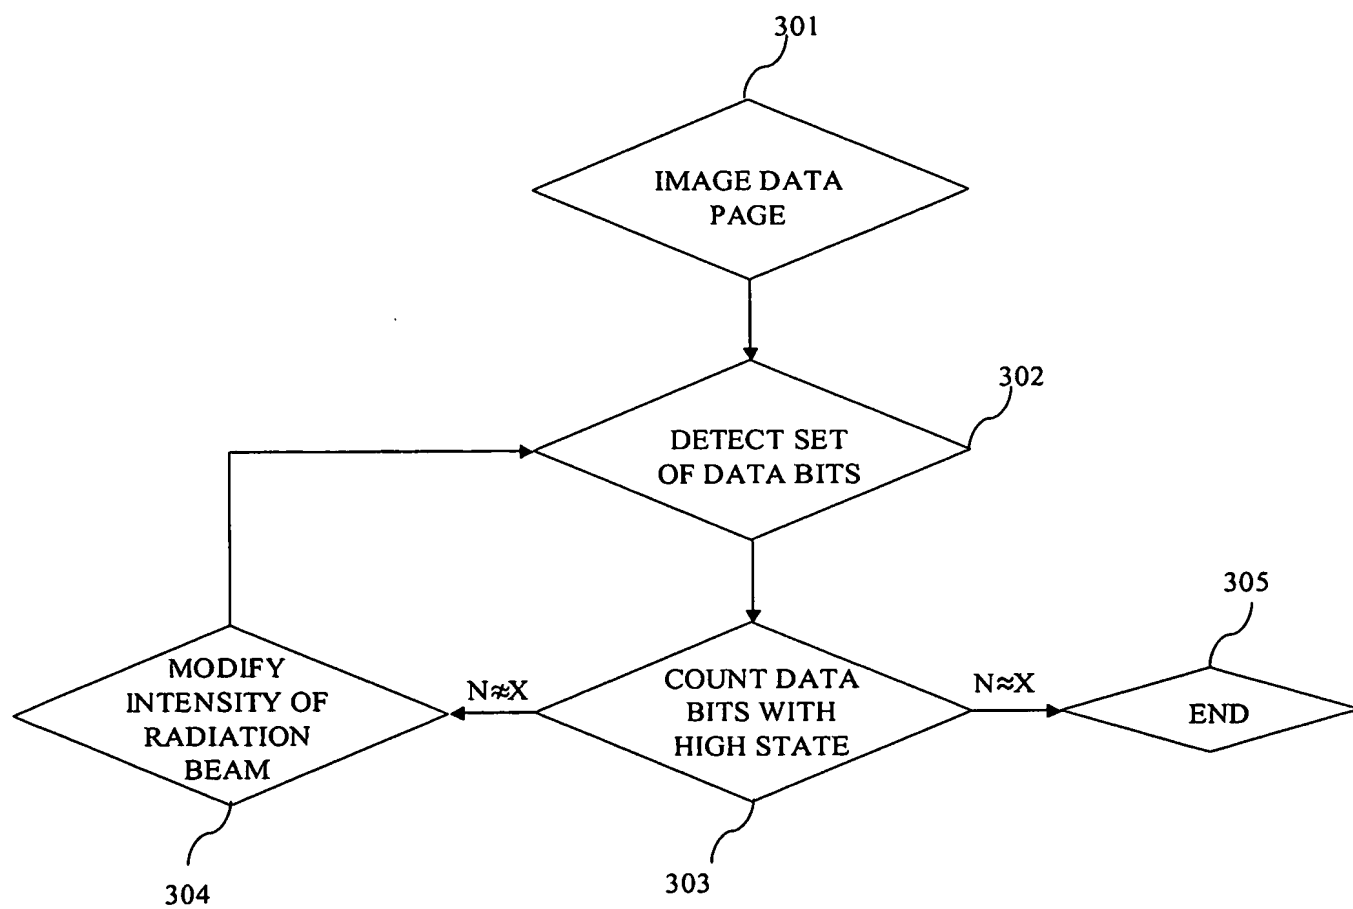 301
IMAGE DATA
PAGE
302
DETECT SET
OF DATA BITS
305
MODIFY
INTENSITY OF
RADIATION
BEAM
N≉X
COUNT DATA
BITS WITH
HIGH STATE
N≈X
END
304
303